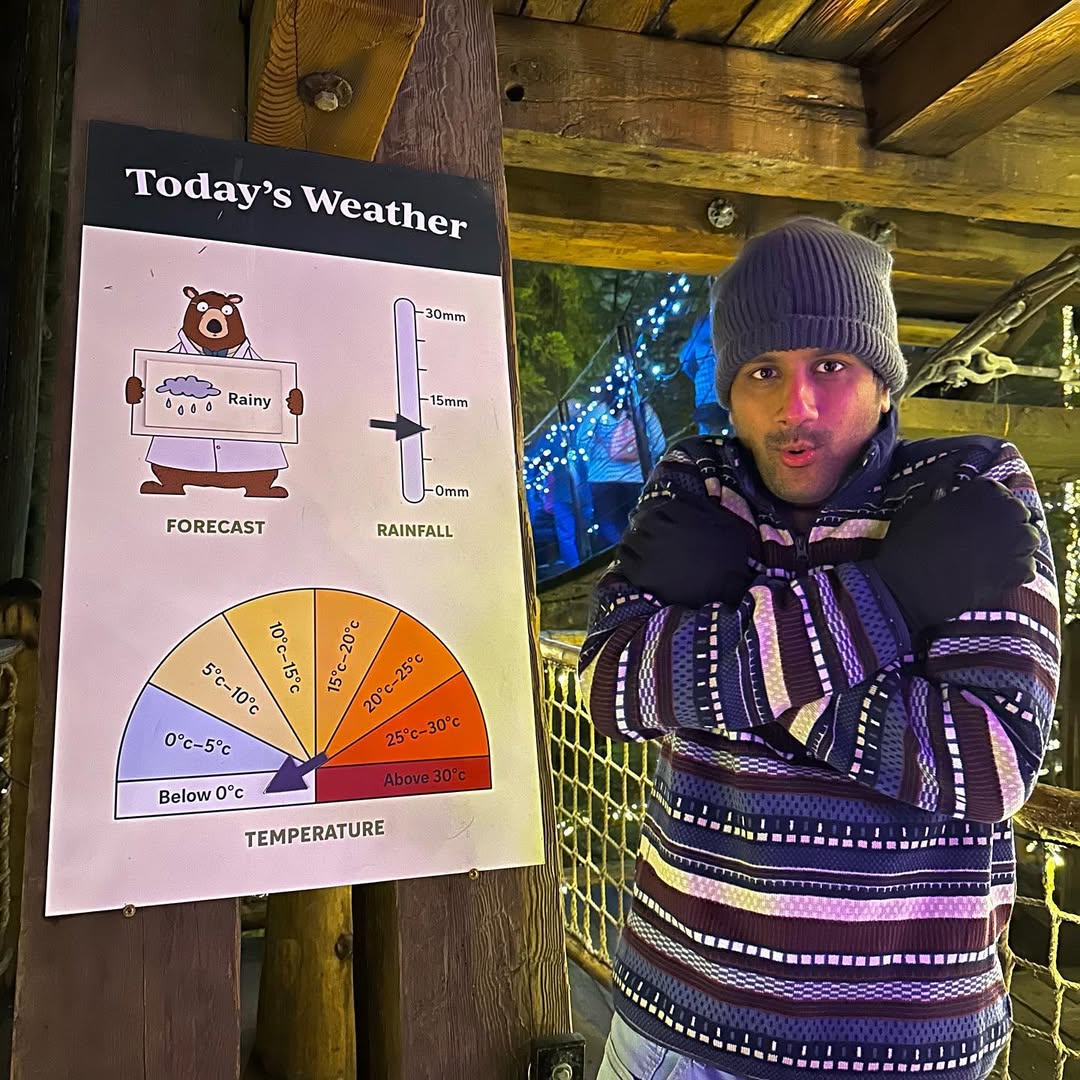 Today's Weather
Rainy
30mm
15mm
0mm
FORECAST
RAINFALL
Below 0°c
0°c–5°c
5°c–10°c
10°c–15°c
15°c–20°c
20°c–25°c
25°c–30°c
Above 30°c
TEMPERATURE